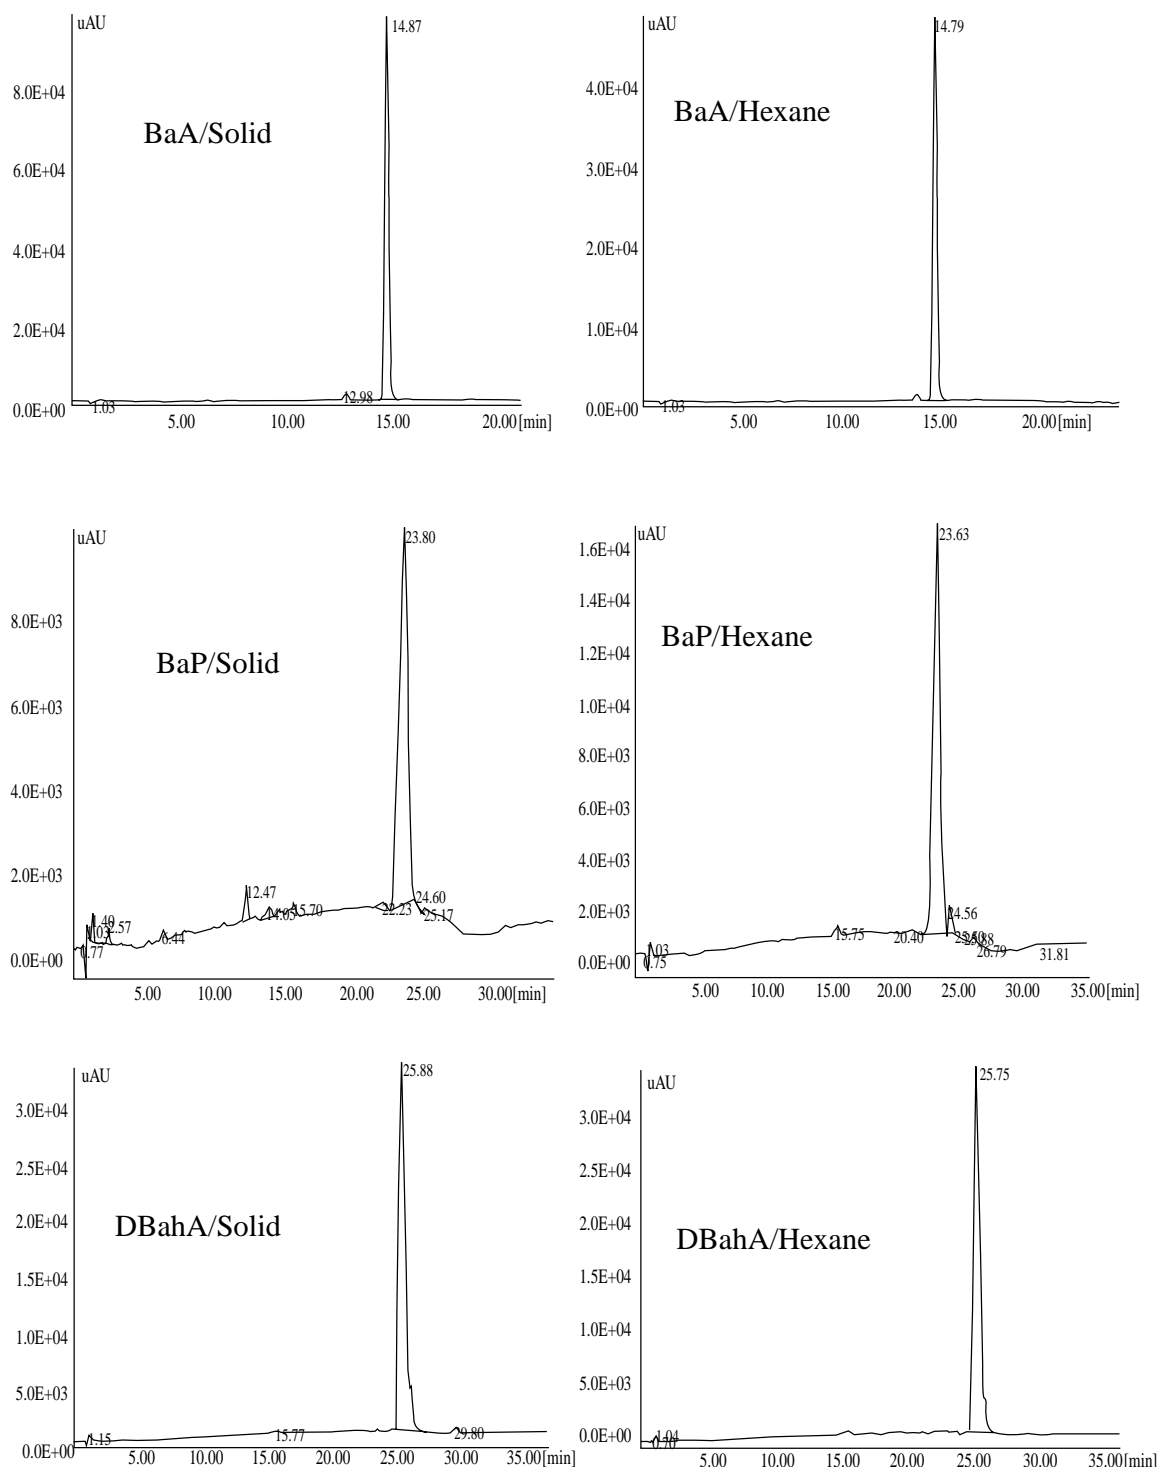 uAU
14.87
8.0E+04
BaA/Solid
6.0E+04
4.0E+04
2.0E+04
12.98
0.0E+00
1.03
5.00 10.00 15.00 20.00[min]
uAU
14.79
4.0E+04
BaA/Hexane
3.0E+04
2.0E+04
1.0E+04
0.0E+00
1.03
5.00 10.00 15.00 20.00[min]
uAU
23.80
8.0E+03
BaP/Solid
6.0E+03
4.0E+03
2.0E+03
12.47
24.60
15.70
22.23
25.17
1.40
2.57
6.44
0.77
0.0E+00
5.00 10.00 15.00 20.00 25.00 30.00[min]
uAU
23.63
1.6E+04
1.4E+04
BaP/Hexane
1.2E+04
1.0E+04
8.0E+03
6.0E+03
4.0E+03
2.0E+03
24.56
15.75
20.40
26.79
31.81
0.75
0.0E+00
5.00 10.00 15.00 20.00 25.00 30.00 35.00[min]
uAU
25.88
3.0E+04
2.5E+04
2.0E+04
DBahA/Solid
1.5E+04
1.0E+04
5.0E+03
1.15
15.77
29.80
0.0E+00
5.00 10.00 15.00 20.00 25.00 30.00 35.00[min]
uAU
25.75
3.0E+04
2.5E+04
2.0E+04
DBahA/Hexane
1.5E+04
1.0E+04
5.0E+03
0.0E+00
1.04
0.70
5.00 10.00 15.00 20.00 25.00 30.00 35.00[min]